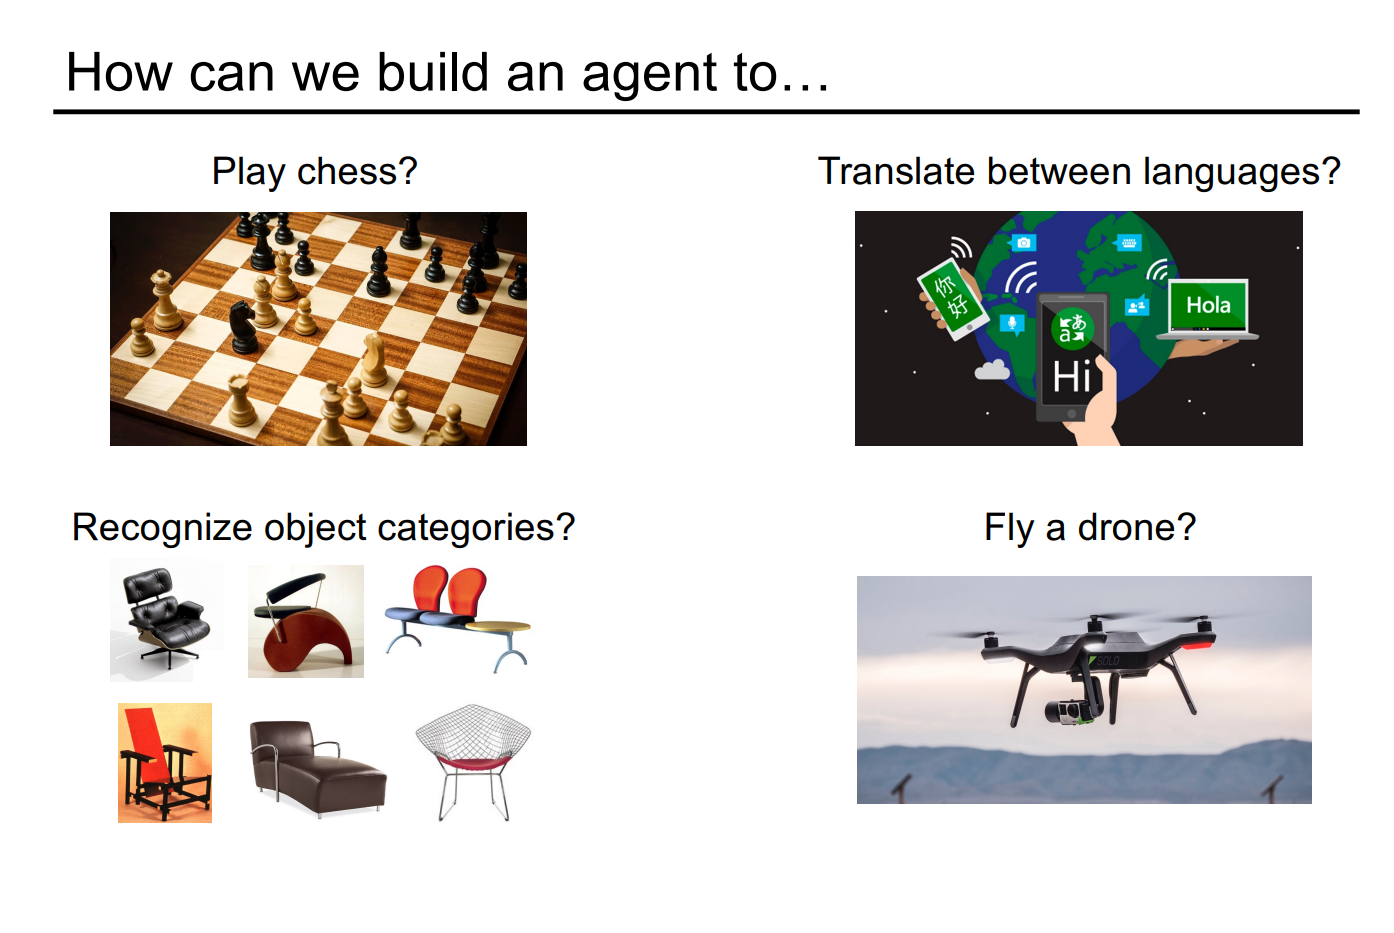 How can we build an agent to…
Play chess?
Translate between languages?
你
好
Hola
あ
a
Hi
Recognize object categories?
Fly a drone?
SOLO